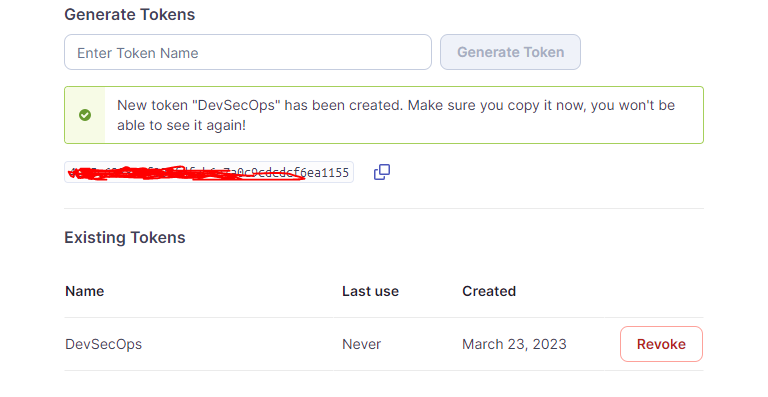 Generate Tokens
Enter Token Name
Generate Token
New token "DevSecOps" has been created. Make sure you copy it now, you won't be
able to see it again!
Existing Tokens
Name Last use Created
DevSecOps Never March 23, 2023 Revoke